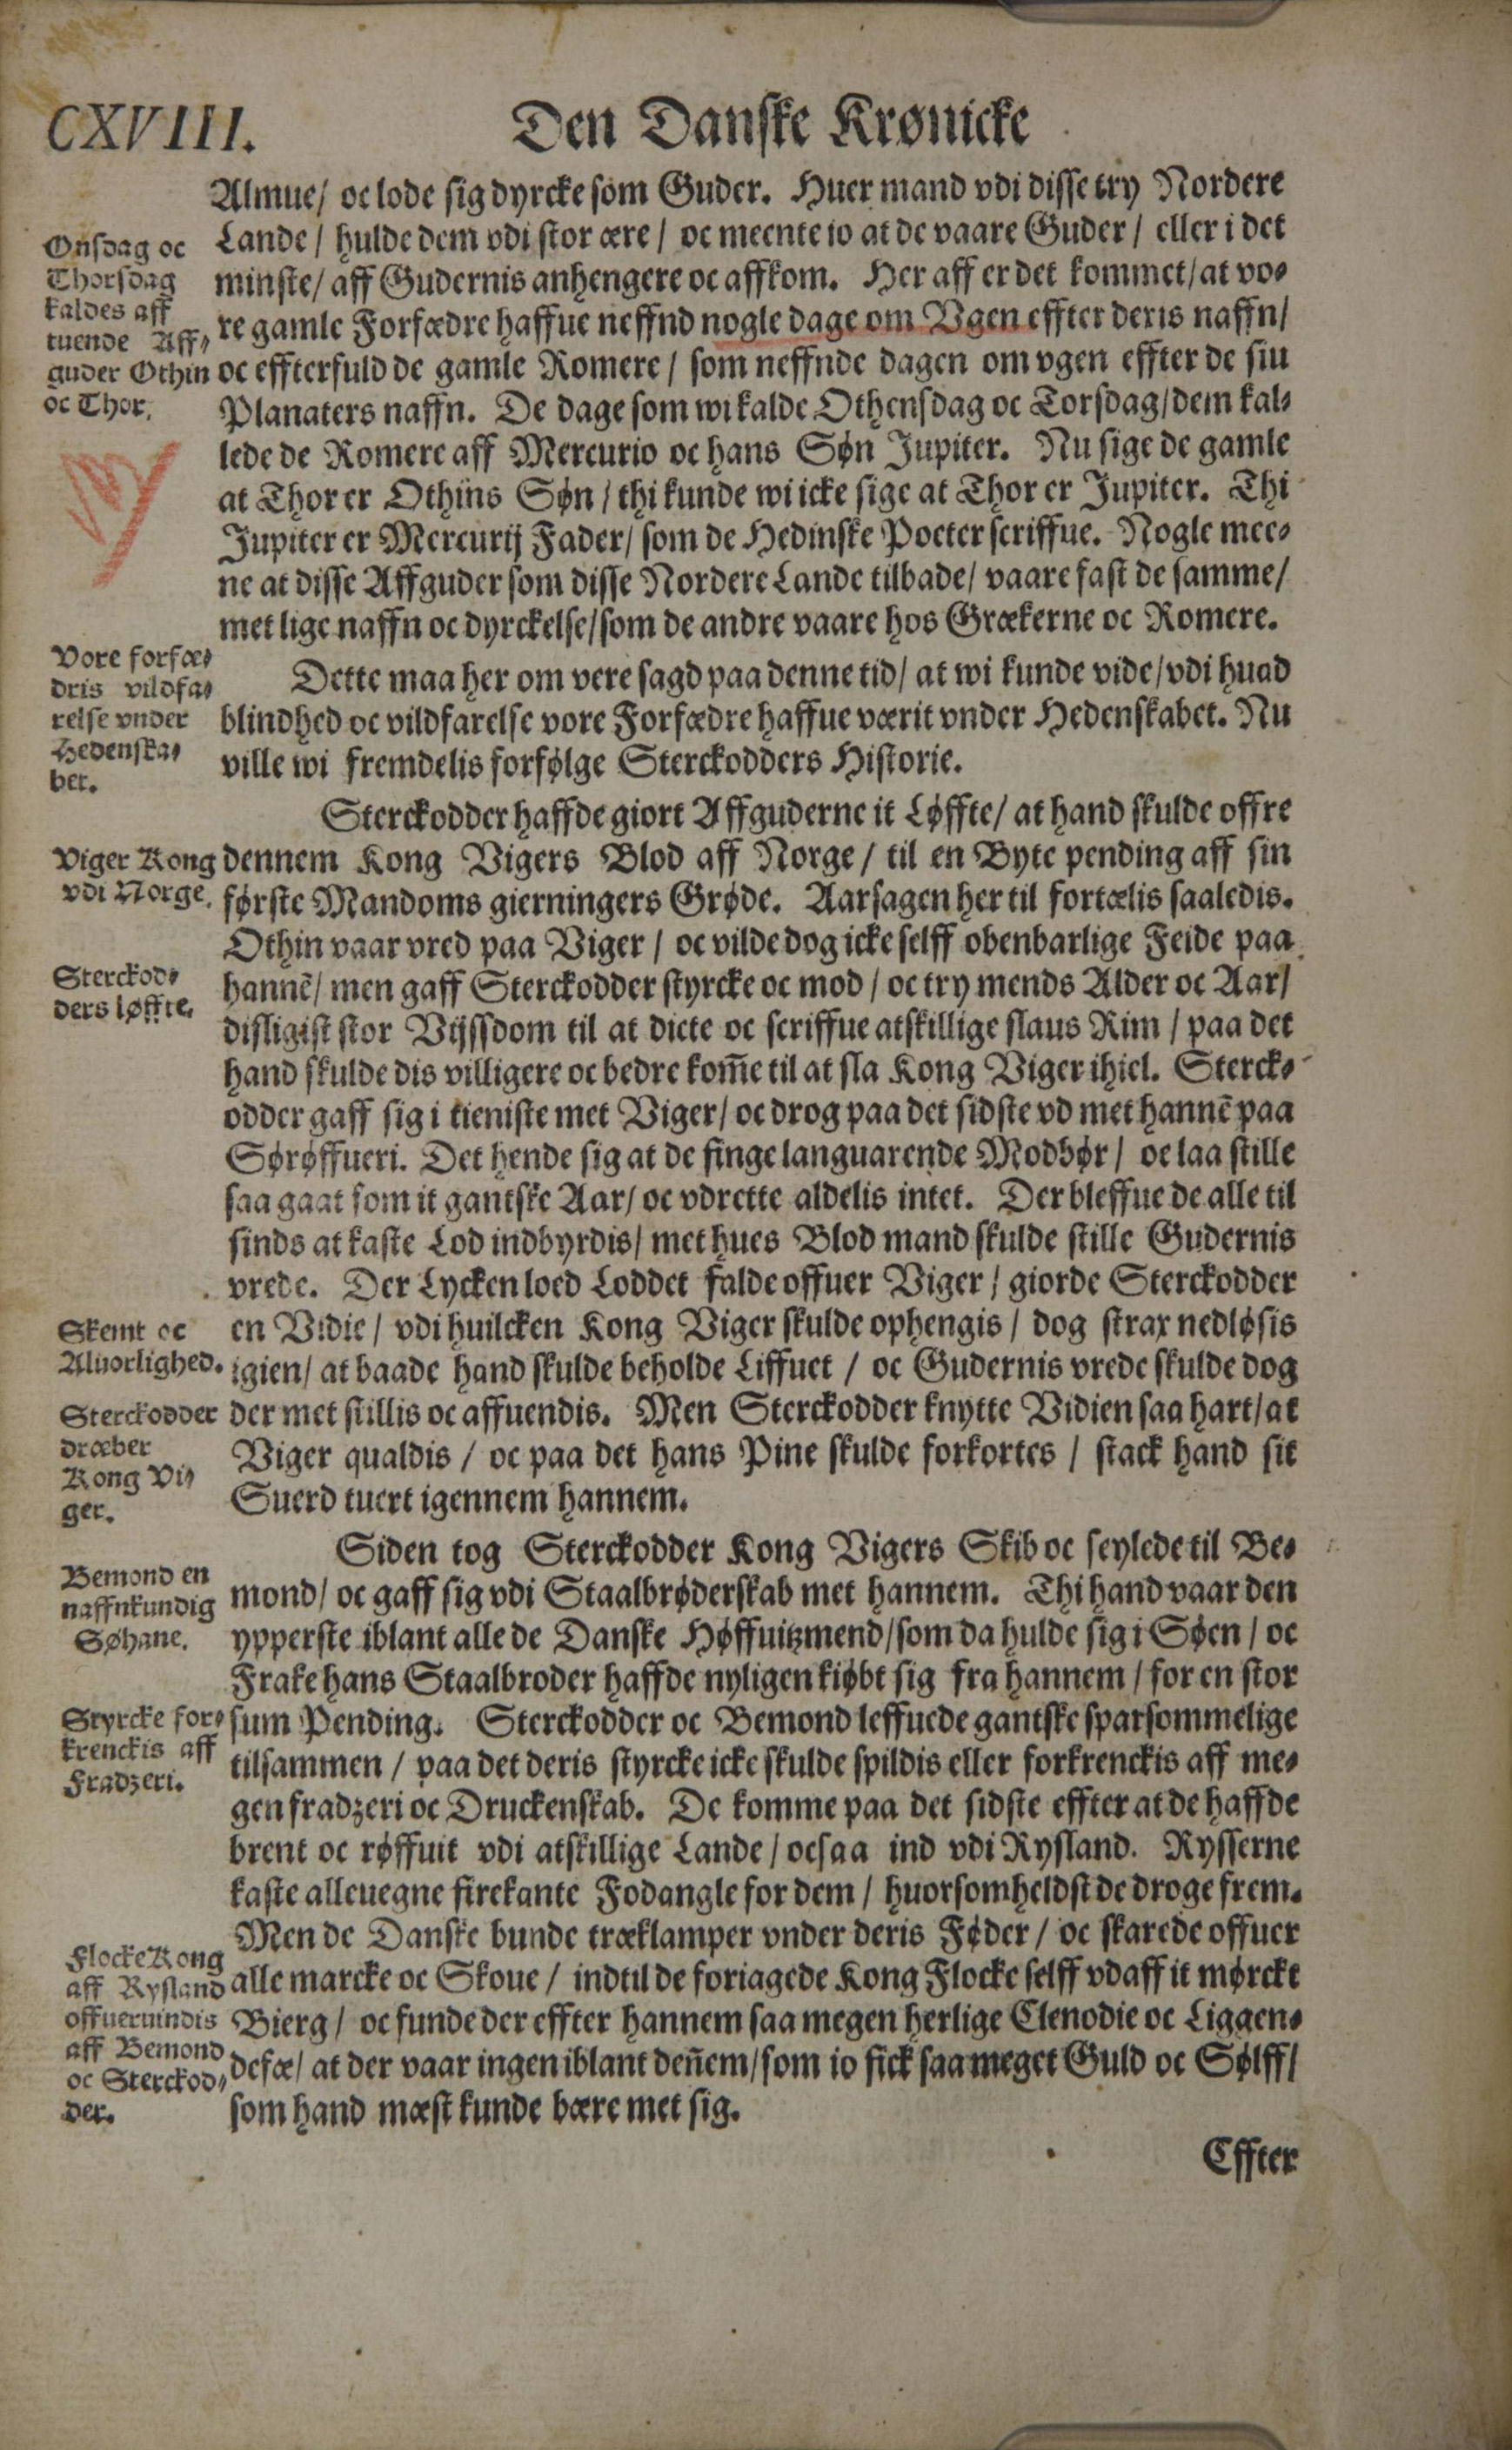 CXVIII.
Den Danske Krønicke
Almue/ oc lode sig dyrcke som Guder. Huer mand vdi disse try Nordere
Lande/ hulde dem vdi stor ære/ oc meente io at de vaare Guder/ eller i det
minste/ aff Gudernis anhengere oc affkom. Her aff er det kommet/ at vo-
re gamle Forfædre haffue neffnd nogle dage om Vgen effter deris naffn/
oc effterfuld de gamle Romere/ som neffnde dagen om vgen effter de siu
Planaters naffn. De dage som wi kalde Othensdag oc Torsdag/ dem kal-
lede de Romere aff Mercurio oc hans Søn Jupiter. Nu sige de gamle
at Thor er Othins Søn/ thi kunde wi icke sige at Thor er Jupiter. Thi
Jupiter er Mercurij Fader/ som de Hedinske Poeter scriffue. Nogle mee-
ne at disse Affguder som disse Nordere Lande tilbade/ vaare fast de samme/
met lige naffn oc dyrckelse/ som de andre vaare hos Grækerne oc Romere.
Onsdag oc
Thorsdag
kaldes aff
tuende Aff-
guder Othin
oc Thor.
Dette maa her om vere sagd paa denne tid/ at wi kunde vide/ vdi huad
blindhed oc vildfarelse vore Forfædre haffue værit vnder Hedenskabet. Nu
ville wi fremdelis forfølge Sterckodders Historie.
Vore forfæ-
dris vildfa-
relse vnder
Hedenska-
bet.
Sterckodder haffde giort Affguderne it Løffte/ at hand skulde offre
dennem Kong Vigers Blod aff Norge/ til en Byte pending aff sin
første Mandoms gierningers Grøde. Aarsagen her til fortælis saaledis.
Othin vaar vred paa Viger/ oc vilde dog icke selff obenbarlige Feide paa
hannē/ men gaff Sterckodder styrcke oc mod/ oc try mends Alder oc Aar/
disligist stor Vijssdom til at dicte oc scriffue atskillige slaus Rim/ paa det
hand skulde dis villigere oc bedre kom̄e til at sla Kong Viger ihiel. Sterck-
odder gaff sig i tieniste met Viger/ oc drog paa det sidste vd met hannē paa
Sørøffueri. Det hende sig at de finge languarende Modbør/ oc laa stille
saa gaat som it gantske Aar/ oc vdrette aldelis intet. Der bleffue de alle til
sinds at kaste Lod indbyrdis/ met hues Blod mand skulde stille Gudernis
vrede. Der Lycken loed Loddet falde offuer Viger/ giorde Sterckodder
en Vidie/ vdi huilcken Kong Viger skulde ophengis/ dog strax nedløsis
igien/ at baade hand skulde beholde Liffuet/ oc Gudernis vrede skulde dog
der met stillis oc affuendis. Men Sterckodder knytte Vidien saa hart/ at
Viger qualdis/ oc paa det hans Pine skulde forkortes/ stack hand sit
Suerd tuert igennem hannem.
Viger Kong
vdi Norge.
Sterckod-
ders løffte.
Skemt oc
Aluorlighed.
Sterckodder
dræber
Kong Vi-
ger.
Siden tog Sterckodder Kong Vigers Skib oc seylede til Be-
mond/ oc gaff sig vdi Staalbrøderskab met hannem. Thi hand vaar den
ypperste iblant alle de Danske Høffuitzmend/ som da hulde sig i Søen/ oc
Frake hans Staalbroder haffde nyligen kiøbt sig fra hannem/ for en stor
sum Pending. Sterckodder oc Bemond leffuede gantske sparsommelige
tilsammen/ paa det deris styrcke icke skulde spildis eller forkrenckis aff me-
gen fradzeri oc Druckenskab. De komme paa det sidste effter at de haffde
brent oc røffuit vdi atskillige Lande/ ocsaa ind vdi Rysland. Rysserne
kaste alleuegne firekante Fodangle for dem/ huorsomheldst de droge frem.
Men de Danske bunde træklamper vnder deris Føder/ oc skarede offuer
alle marcke oc Skoue/ indtil de foriagede Kong Flocke selff vdaff it mørckt
Bierg/ oc funde der effter hannem saa megen herlige Clenodie oc Liggen-
defæ/ at der vaar ingen iblant den̄em/ som io fick saa meget Guld oc Sølff/
som hand mæst kunde bære met sig.
Bemond en
naffnkundig
Søhane.
Styrcke for-
krenckis aff
Fradzeri.
Flocke Kong
aff Rysland
offueruindis
aff Bemond
oc Sterckod-
der.
Effter